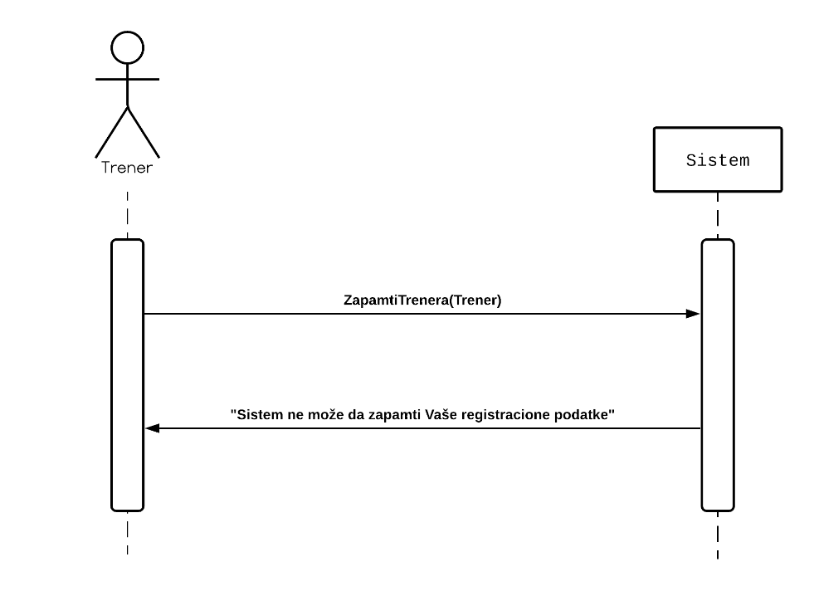 Trener
Sistem
ZapamtiTrenera(Trener)
"Sistem ne može da zapamti Vaše registracione podatke"